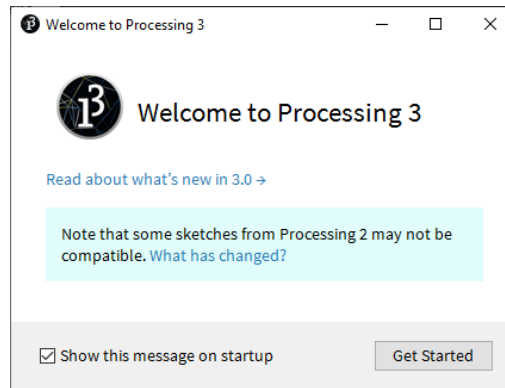 Welcome to Processing 3
Welcome to Processing 3
Read about what's new in 3.0 →
Note that some sketches from Processing 2 may not be
compatible. What has changed?
Show this message on startup
Get Started